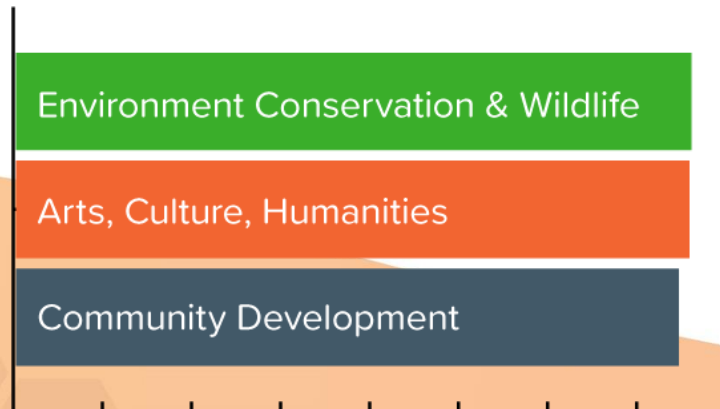 Environment Conservation & Wildlife
Arts, Culture, Humanities
Community Development